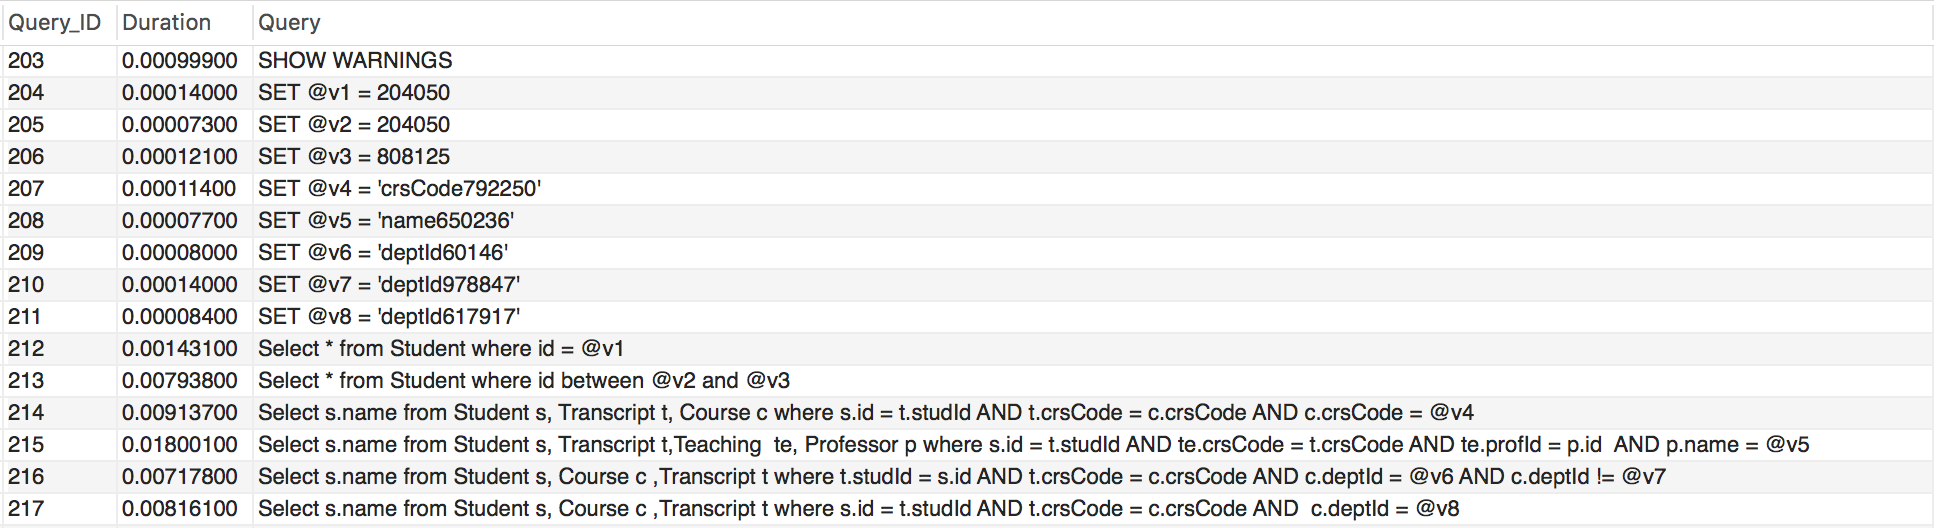 Query_ID Duration Query
203 0.00099900 SHOW WARNINGS
204 0.00014000 SET @v1 = 204050
205 0.00007300 SET @v2 = 204050
206 0.00012100 SET @v3 = 808125
207 0.00011400 SET @v4 = 'crsCode792250'
208 0.00007700 SET @v5 = 'name650236'
209 0.00008000 SET @v6 = 'deptId60146'
210 0.00014000 SET @v7 = 'deptId978847'
211 0.00008400 SET @v8 = 'deptId617917'
212 0.00143100 Select * from Student where id = @v1
213 0.00793800 Select * from Student where id between @v2 and @v3
214 0.00913700 Select s.name from Student s, Transcript t, Course c where s.id = t.studId AND t.crsCode = c.crsCode AND c.crsCode = @v4
215 0.01800100 Select s.name from Student s, Transcript t,Teaching  te, Professor p where s.id = t.studId AND te.crsCode = t.crsCode AND te.profId = p.id  AND p.name = @v5
216 0.00717800 Select s.name from Student s, Course c ,Transcript t where t.studId = s.id AND t.crsCode = c.crsCode AND c.deptId = @v6 AND c.deptId != @v7
217 0.00816100 Select s.name from Student s, Course c ,Transcript t where s.id = t.studId AND t.crsCode = c.crsCode AND  c.deptId = @v8